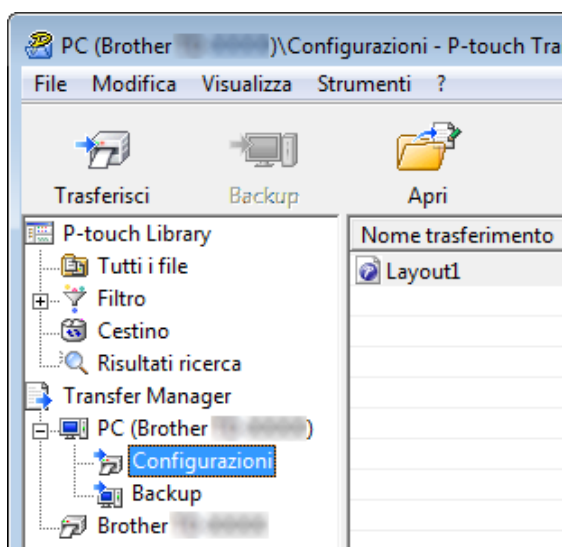 PC (Brother )\Configurazioni - P-touch Tra
File Modifica Visualizza Strumenti ?
Trasferisci Backup Apri
P-touch Library
Tutti i file
Filtro
Cestino
Risultati ricerca
Transfer Manager
PC (Brother )
Configurazioni
Backup
Brother
Nome trasferimento
Layout1